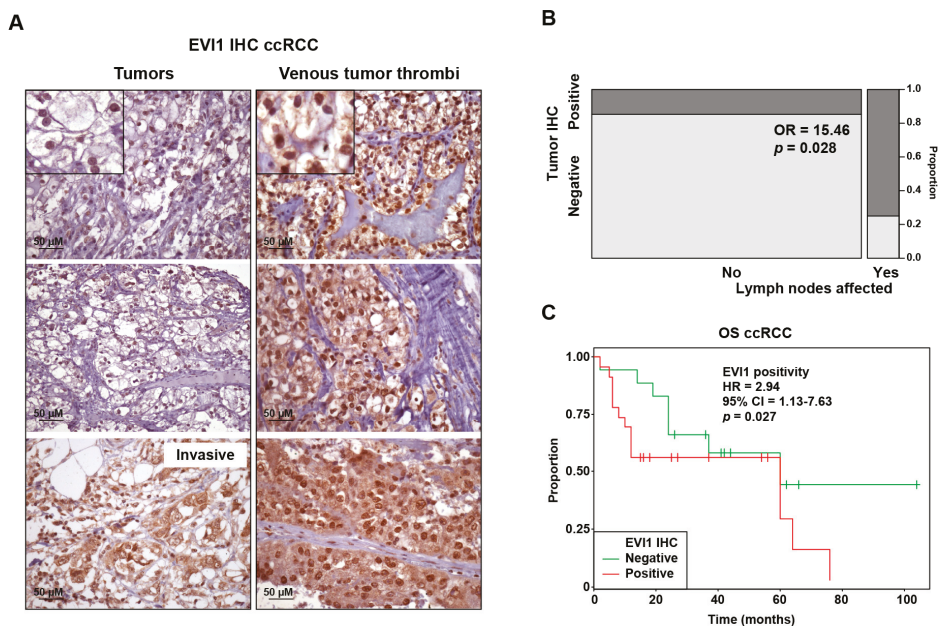 A
EVI1 IHC ccRCC
Tumors
Venous tumor thrombi
50 µM
50 µM
50 µM
50 µM
Invasive
50 µM
50 µM
B
Tumor IHC
Negative Positive
OR = 15.46
p = 0.028
1.0
0.8
0.6
0.4
0.2
0.0
Proportion
No
Yes
Lymph nodes affected
C
OS ccRCC
EVI1 positivity
HR = 2.94
95% CI = 1.13-7.63
p = 0.027
1.00
0.75
0.50
0.25
0
Proportion
EVI1 IHC
Negative
Positive
0 20 40 60 80 100
Time (months)